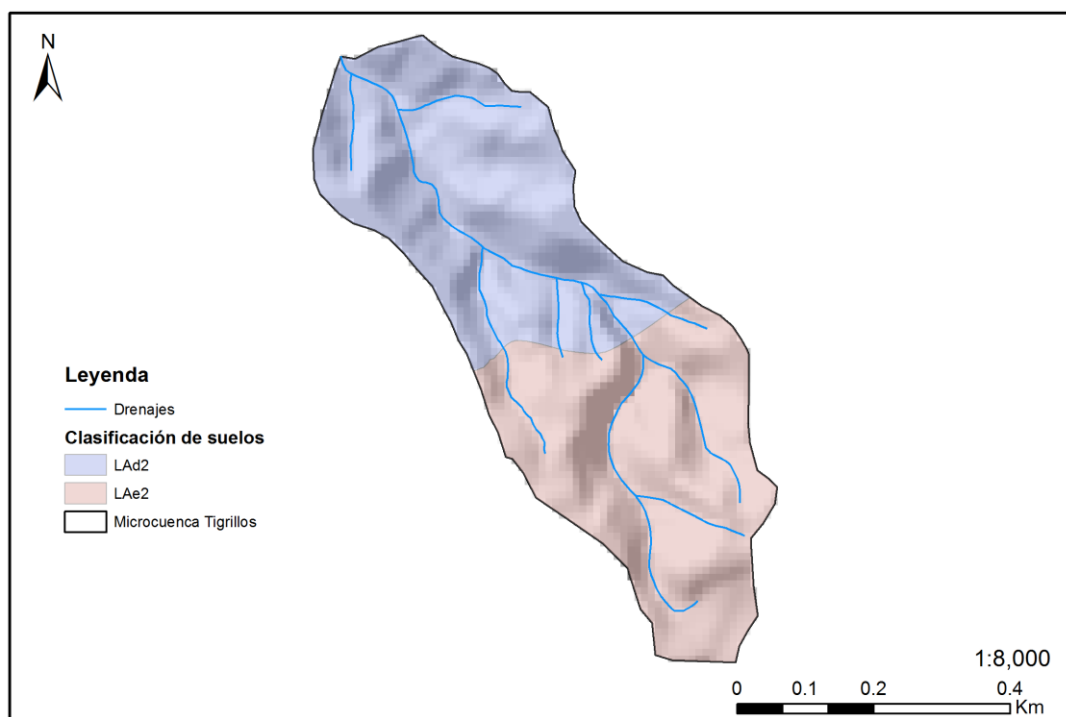 N
Leyenda
Drenajes
Clasificación de suelos
LAd2
LAe2
Microcuenca Tigrillos
1:8,000
0 0.1 0.2 0.4
Km